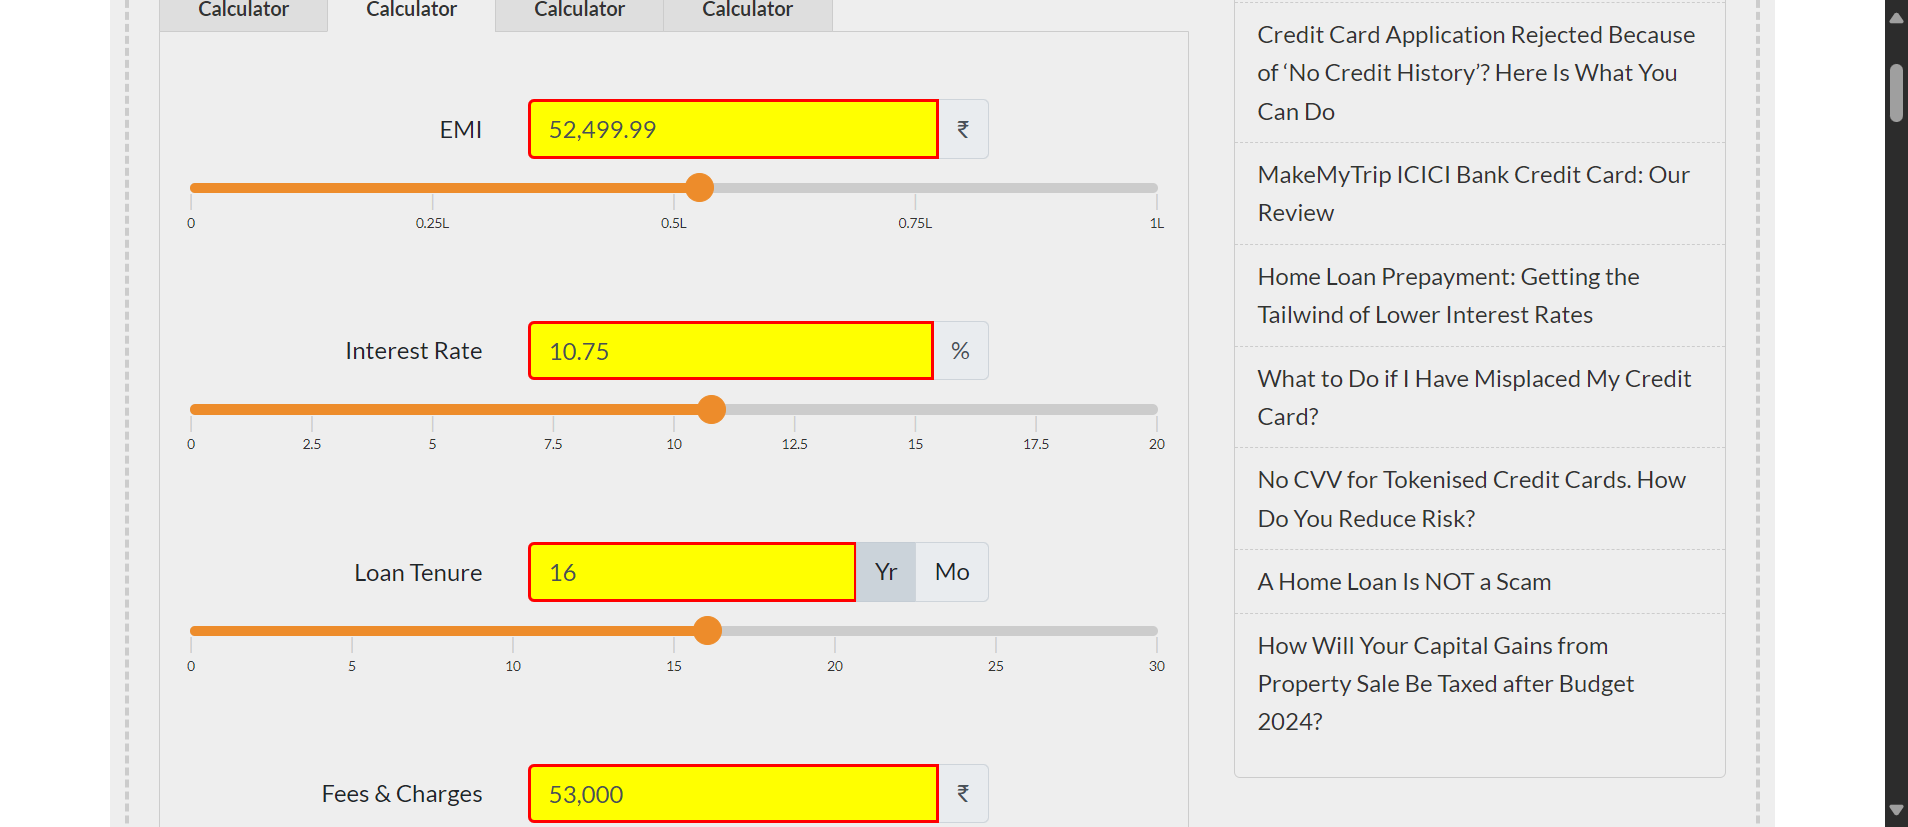 Calculator
Calculator
Calculator
Calculator
EMI
52,499.99
₹
0
0.25L
0.5L
0.75L
1L
Interest Rate
10.75
%
0
2.5
5
7.5
10
12.5
15
17.5
20
Loan Tenure
16
Yr
Mo
0
5
10
15
20
25
30
Fees & Charges
53,000
₹
Credit Card Application Rejected Because
of ‘No Credit History’? Here Is What You
Can Do
MakeMyTrip ICICI Bank Credit Card: Our
Review
Home Loan Prepayment: Getting the
Tailwind of Lower Interest Rates
What to Do if I Have Misplaced My Credit
Card?
No CVV for Tokenised Credit Cards. How
Do You Reduce Risk?
A Home Loan Is NOT a Scam
How Will Your Capital Gains from
Property Sale Be Taxed after Budget
2024?